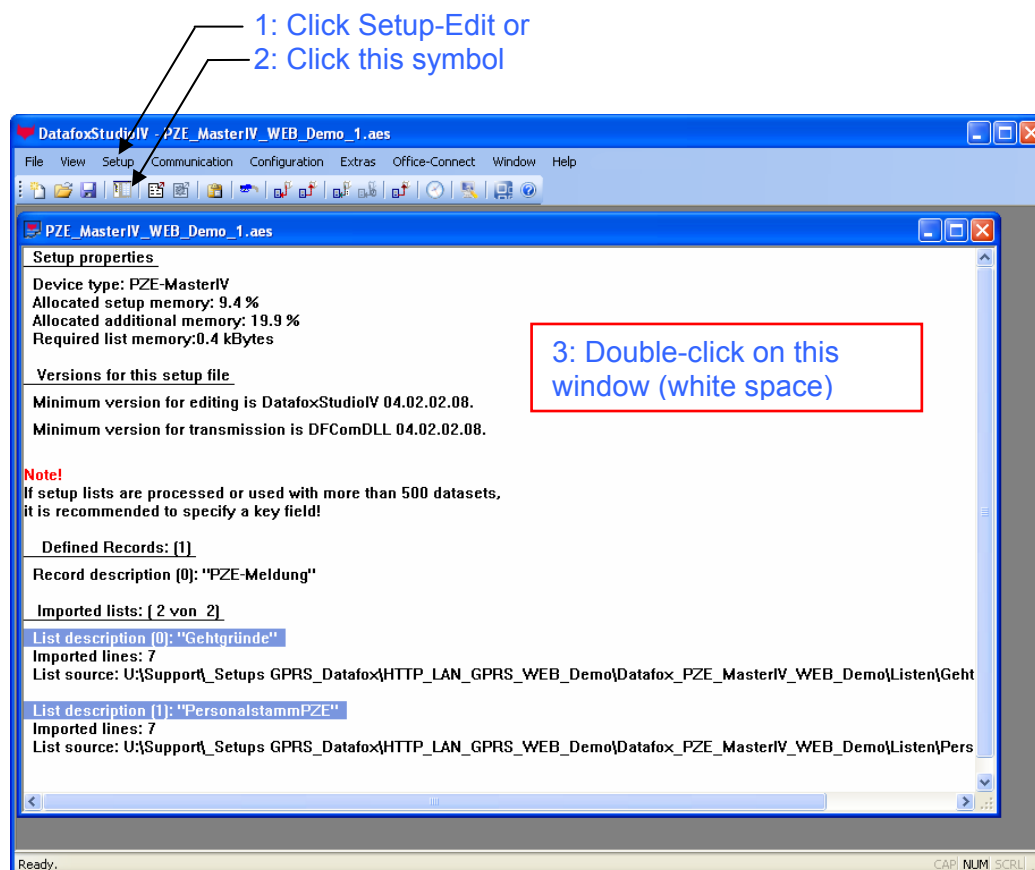 1: Click Setup-Edit or
2: Click this symbol
DatafoxStudioIV - PZE_MasterIV_WEB_Demo_1.aes
File View Setup Communication Configuration Extras Office-Connect Window Help
PZE_MasterIV_WEB_Demo_1.aes
Setup properties
Device type: PZE-MasterIV
Allocated setup memory: 9.4 %
Allocated additional memory: 19.9 %
Required list memory:0.4 kBytes
3: Double-click on this
window (white space)
Versions for this setup file
Minimum version for editing is DatafoxStudioIV 04.02.02.08.
Minimum version for transmission is DFComDLL 04.02.02.08.
Note!
If setup lists are processed or used with more than 500 datasets,
it is recommended to specify a key field!
Defined Records: (1)
Record description (0): "PZE-Meldung"
Imported lists: ( 2 von 2)
List description (0): "Gehtgründe"
Imported lines: 7
List source: U:\Support\_Setups GPRS_Datafox\HTTP_LAN_GPRS_WEB_Demo\Datafox_PZE_MasterIV_WEB_Demo\Listen\Geht
List description (1): "PersonalstammPZE"
Imported lines: 7
List source: U:\Support\_Setups GPRS_Datafox\HTTP_LAN_GPRS_WEB_Demo\Datafox_PZE_MasterIV_WEB_Demo\Listen\Pers
Ready.
CAP NUM SCRL